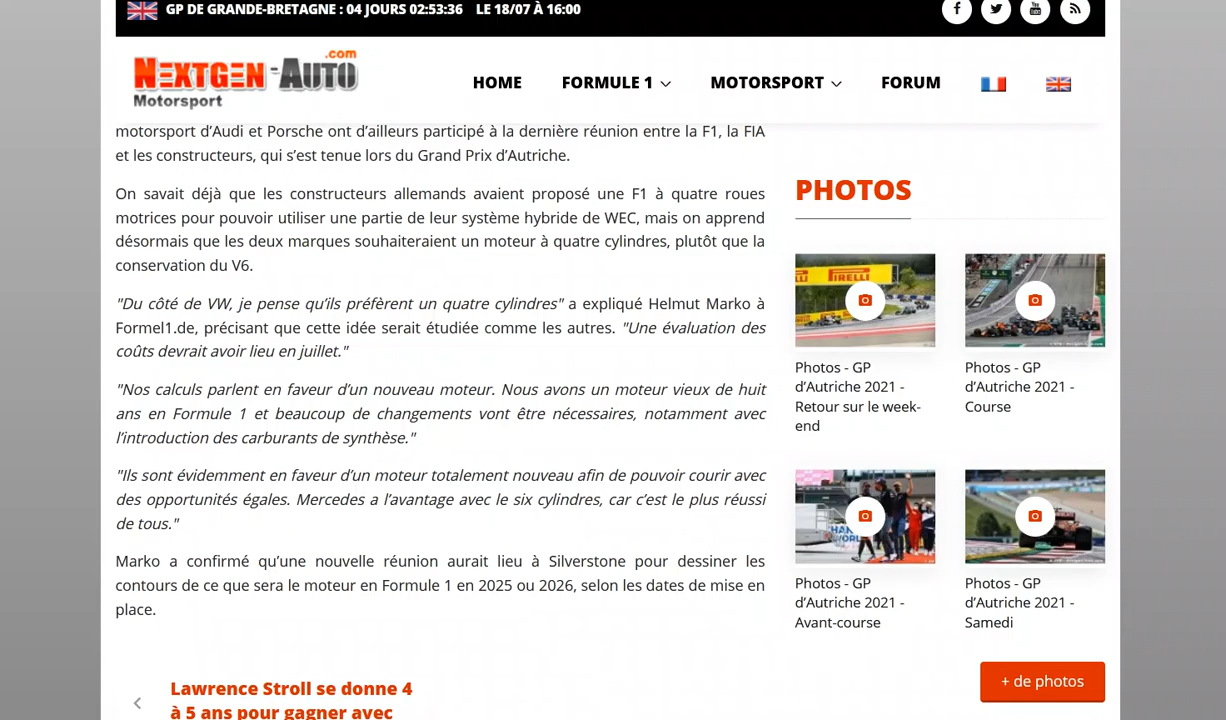 GP DE GRANDE-BRETAGNE : 04 JOURS 02:53:36 LE 18/07 À 16:00
NEXTGEN-AUTO.com
Motorsport
HOME FORMULE 1 MOTORSPORT FORUM
motorsport d’Audi et Porsche ont d’ailleurs participé à la dernière réunion entre la F1, la FIA
et les constructeurs, qui s’est tenue lors du Grand Prix d’Autriche.
On savait déjà que les constructeurs allemands avaient proposé une F1 à quatre roues
motrices pour pouvoir utiliser une partie de leur système hybride de WEC, mais on apprend
désormais que les deux marques souhaiteraient un moteur à quatre cylindres, plutôt que la
conservation du V6.
"Du côté de VW, je pense qu’ils préfèrent un quatre cylindres" a expliqué Helmut Marko à
Formel1.de, précisant que cette idée serait étudiée comme les autres. "Une évaluation des
coûts devrait avoir lieu en juillet."
"Nos calculs parlent en faveur d’un nouveau moteur. Nous avons un moteur vieux de huit
ans en Formule 1 et beaucoup de changements vont être nécessaires, notamment avec
l’introduction des carburants de synthèse."
"Ils sont évidemment en faveur d’un moteur totalement nouveau afin de pouvoir courir avec
des opportunités égales. Mercedes a l’avantage avec le six cylindres, car c’est le plus réussi
de tous."
Marko a confirmé qu’une nouvelle réunion aurait lieu à Silverstone pour dessiner les
contours de ce que sera le moteur en Formule 1 en 2025 ou 2026, selon les dates de mise en
place.
Lawrence Stroll se donne 4
à 5 ans pour gagner avec
PHOTOS
PIRELLI
Photos - GP
d’Autriche 2021 -
Retour sur le week-
end
Photos - GP
d’Autriche 2021 -
Course
Photos - GP
d’Autriche 2021 -
Avant-course
Photos - GP
d’Autriche 2021 -
Samedi
+ de photos